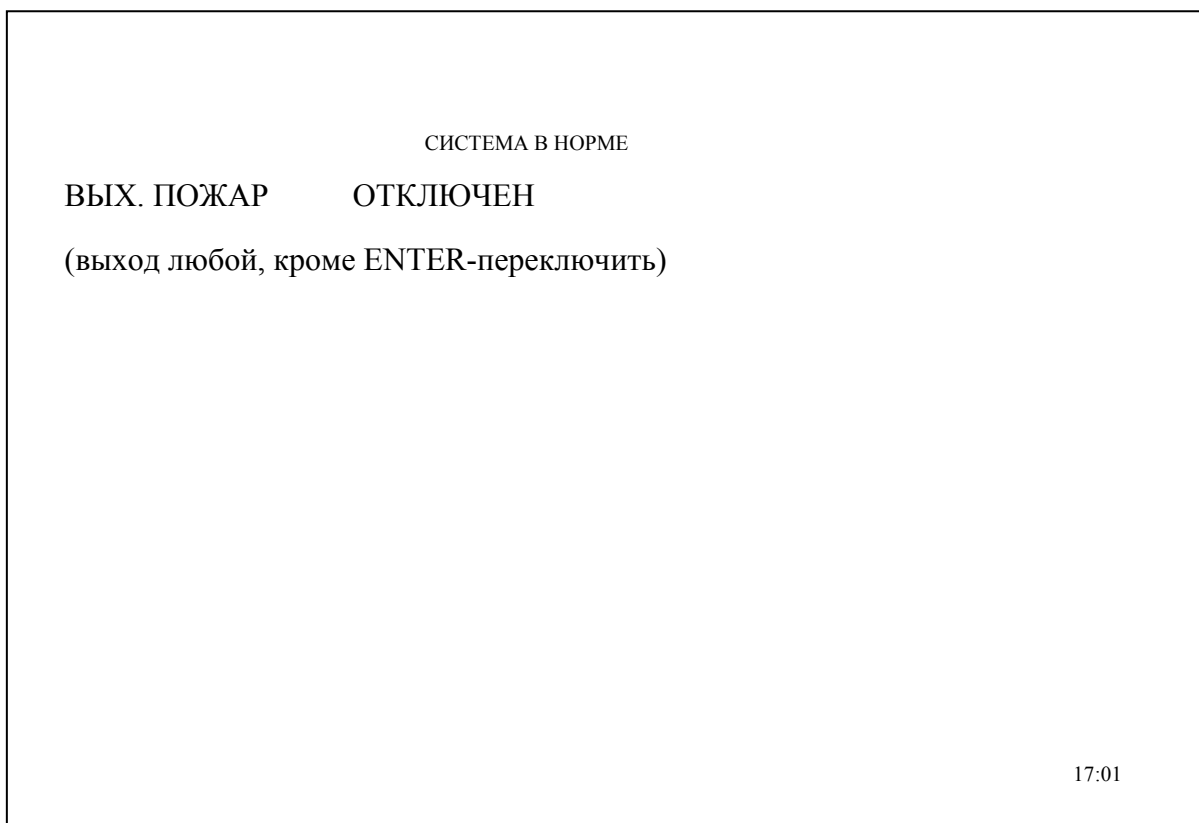 СИСТЕМА В НОРМЕ
ВЫХ. ПОЖАР ОТКЛЮЧЕН
(выход любой, кроме ENTER-переключить)
17:01